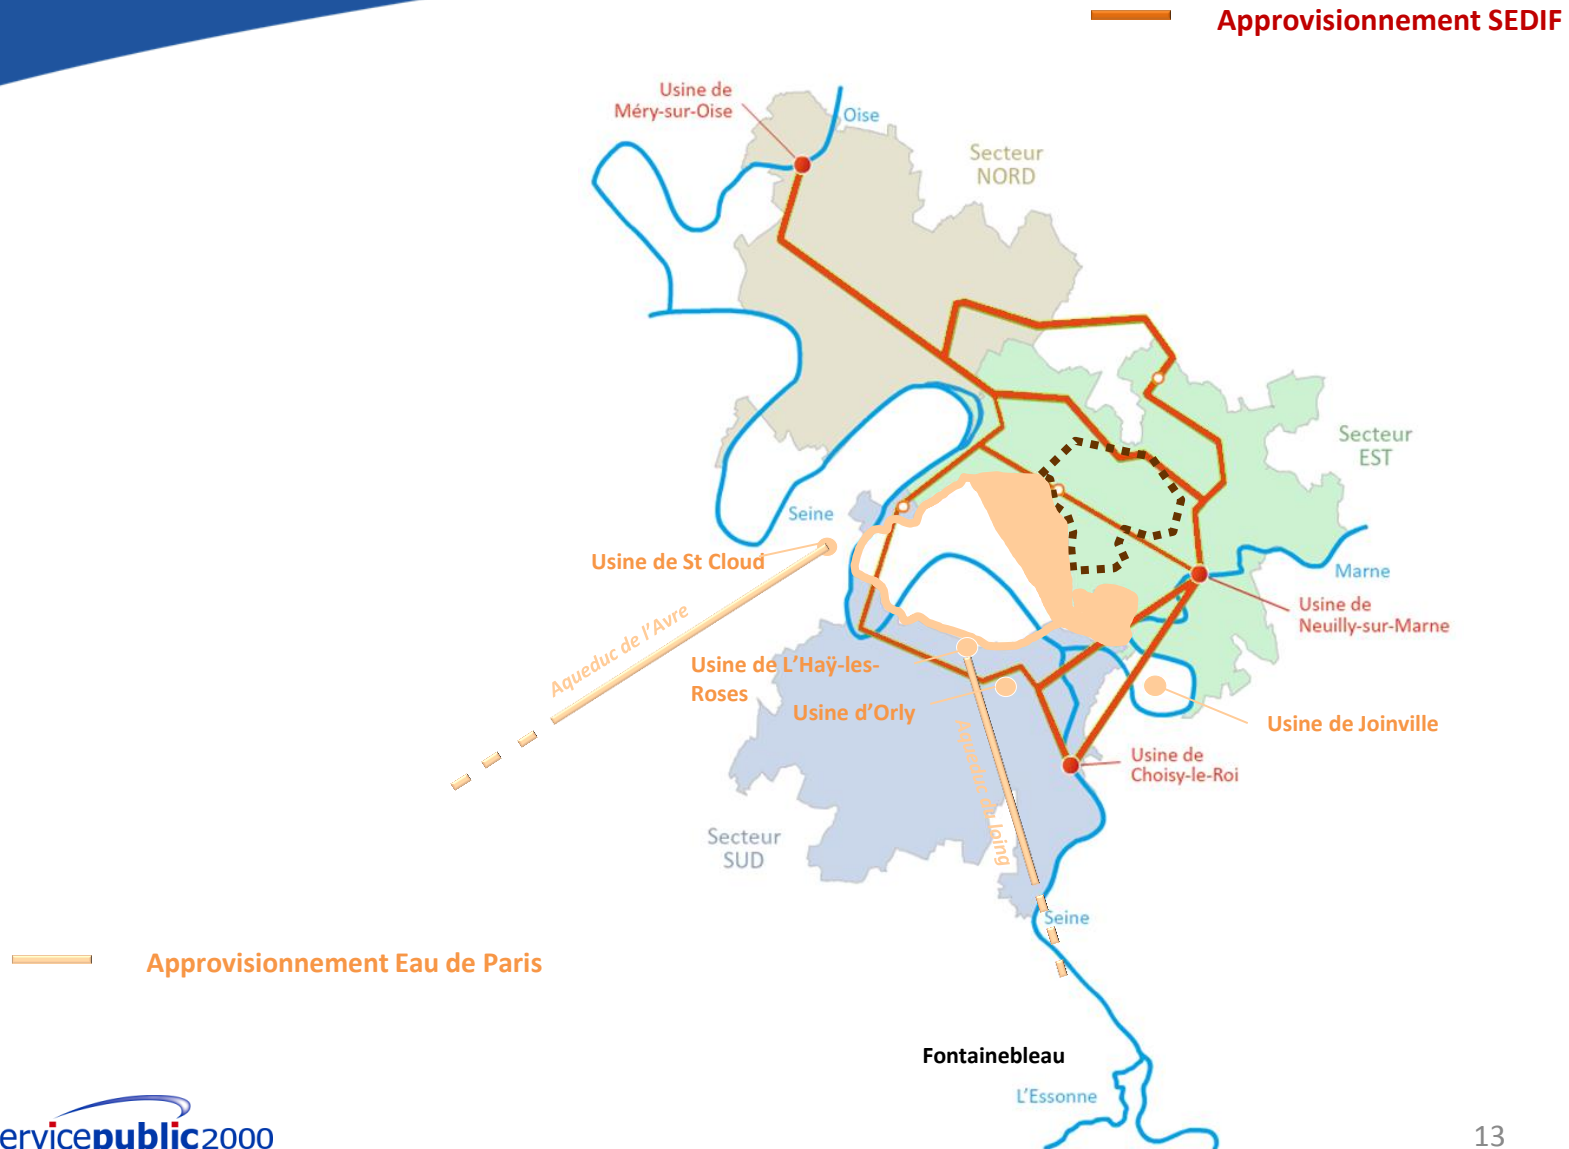 Approvisionnement SEDIF
Usine de
Méry-sur-Oise
Oise
Secteur
NORD
Secteur
EST
Seine
Usine de St Cloud
Marne
Aqueduc de l'Avre
Usine de
Neuilly-sur-Marne
Usine de L’Haÿ-les-
Roses
Usine d’Orly
Usine de Joinville
Aqueduc du loing
Usine de
Choisy-le-Roi
Secteur
SUD
Seine
Approvisionnement Eau de Paris
Fontainebleau
L'Essonne
ervicepublic2000
13